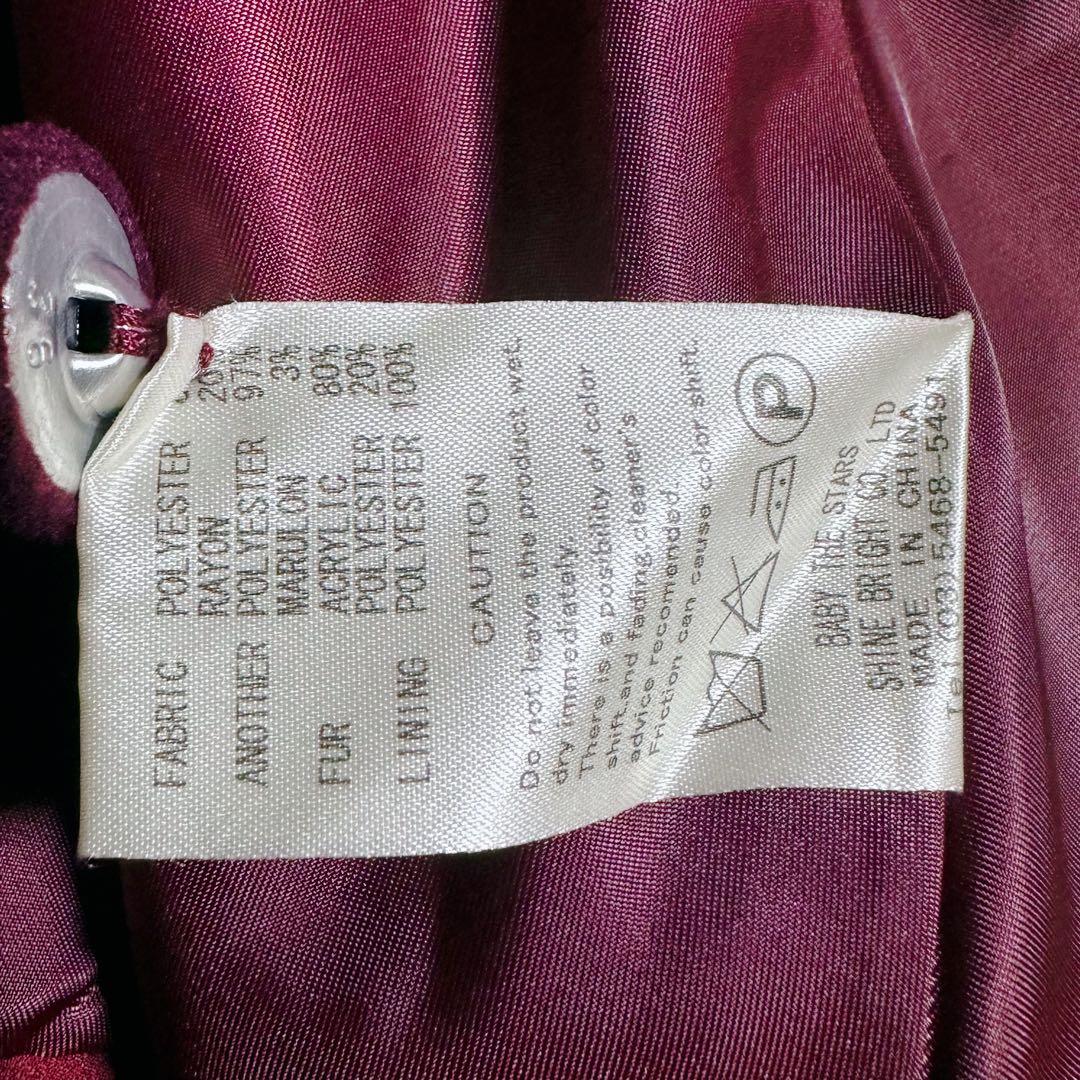 FABRIC POLYESTER
RAYON 20%
ANOTHER POLYESTER 97%
MARULON 3%
FUR ACRYLIC 80%
POLYESTER 20%
LINING POLYESTER 100%
CAUTION
Do not leave the product wet.
dry immediately.
There is a posbility of color
shift.and fading,cleaner's
advice recomended.
Friction can cause color shift.
P
BABY THE STARS
SHINE BRIGHT CO.,LTD
MADE IN CHINA
(03)5468-5491